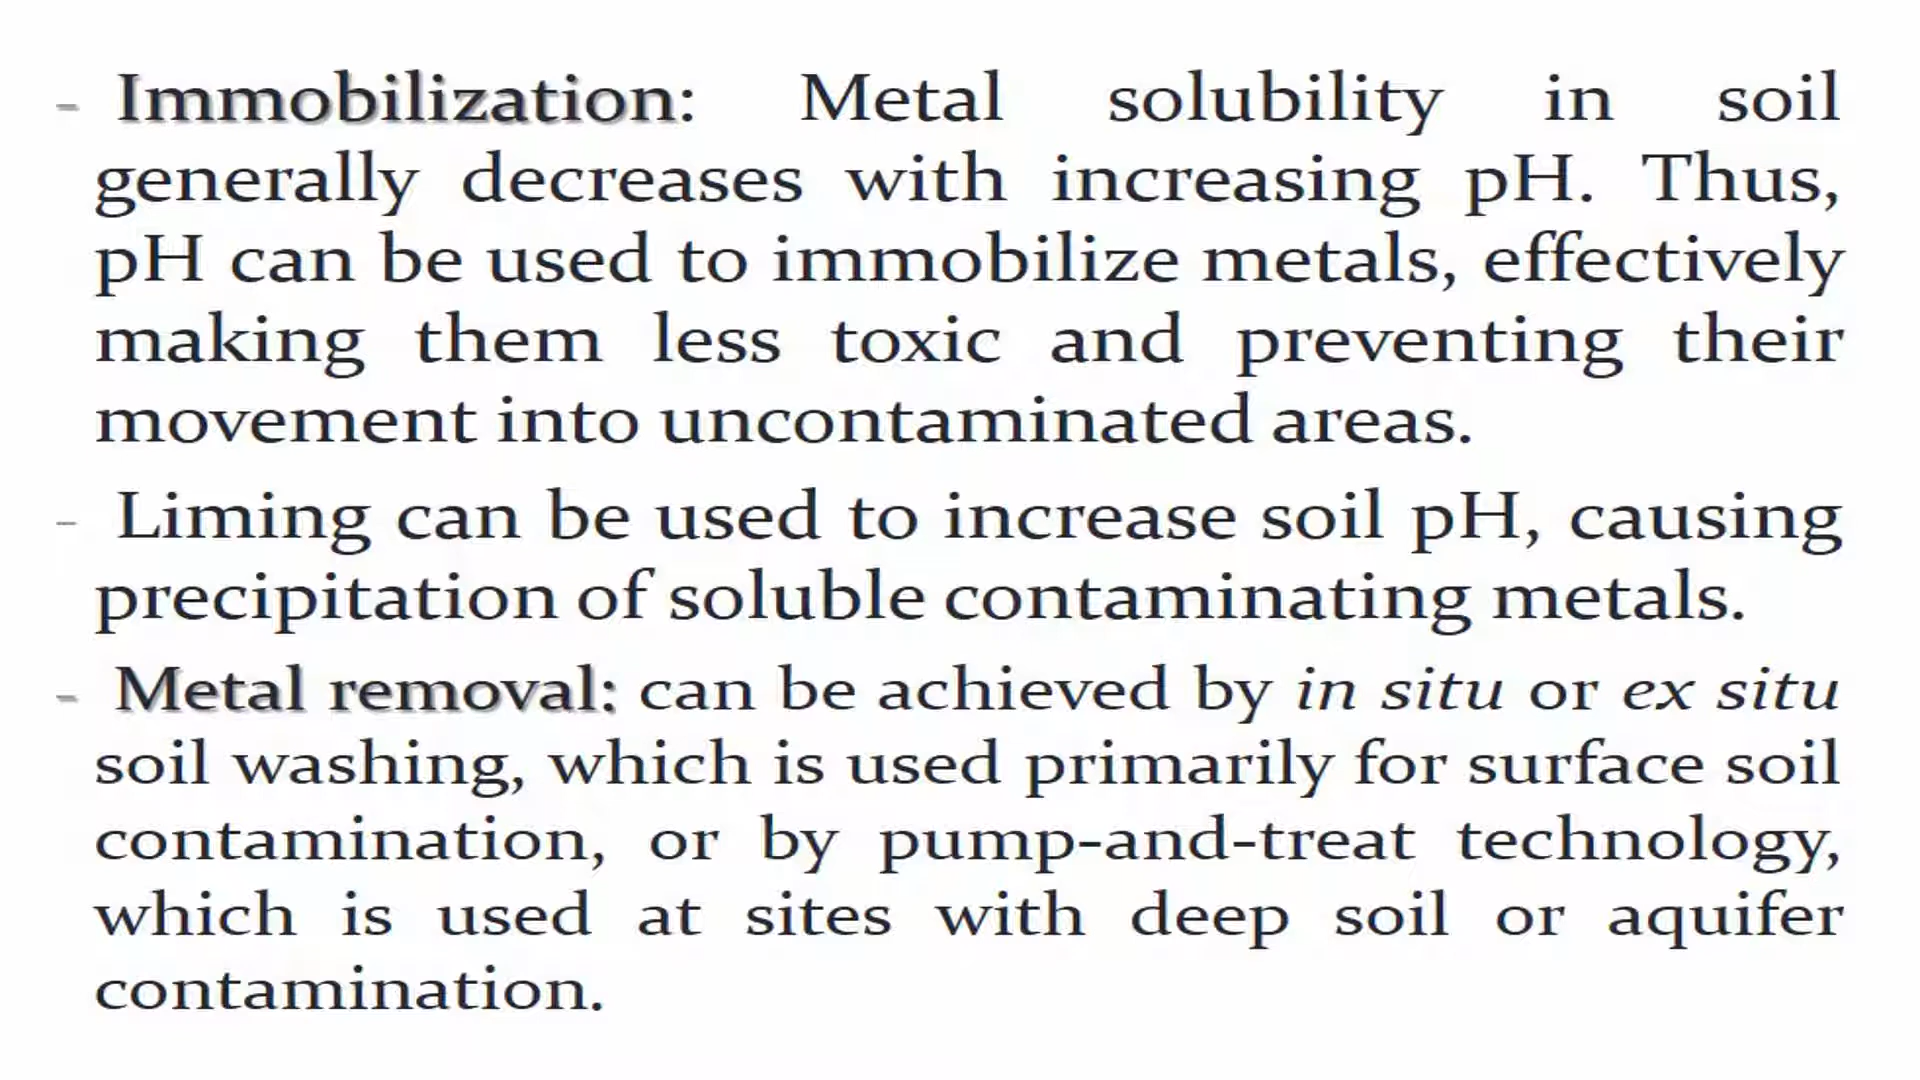 - Immobilization: Metal solubility in soil
generally decreases with increasing pH. Thus,
pH can be used to immobilize metals, effectively
making them less toxic and preventing their
movement into uncontaminated areas.
- Liming can be used to increase soil pH, causing
precipitation of soluble contaminating metals.
- Metal removal: can be achieved by in situ or ex situ
soil washing, which is used primarily for surface soil
contamination, or by pump-and-treat technology,
which is used at sites with deep soil or aquifer
contamination.